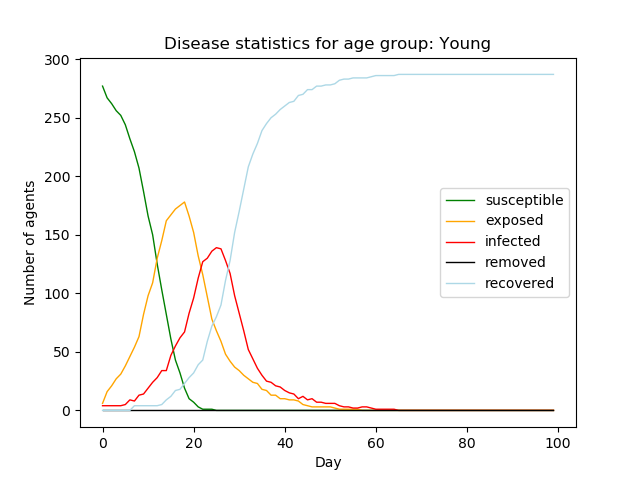 Disease statistics for age group: Young
Number of agents
300
250
200
150
100
50
0
susceptible
exposed
infected
removed
recovered
0 20 40 60 80 100
Day